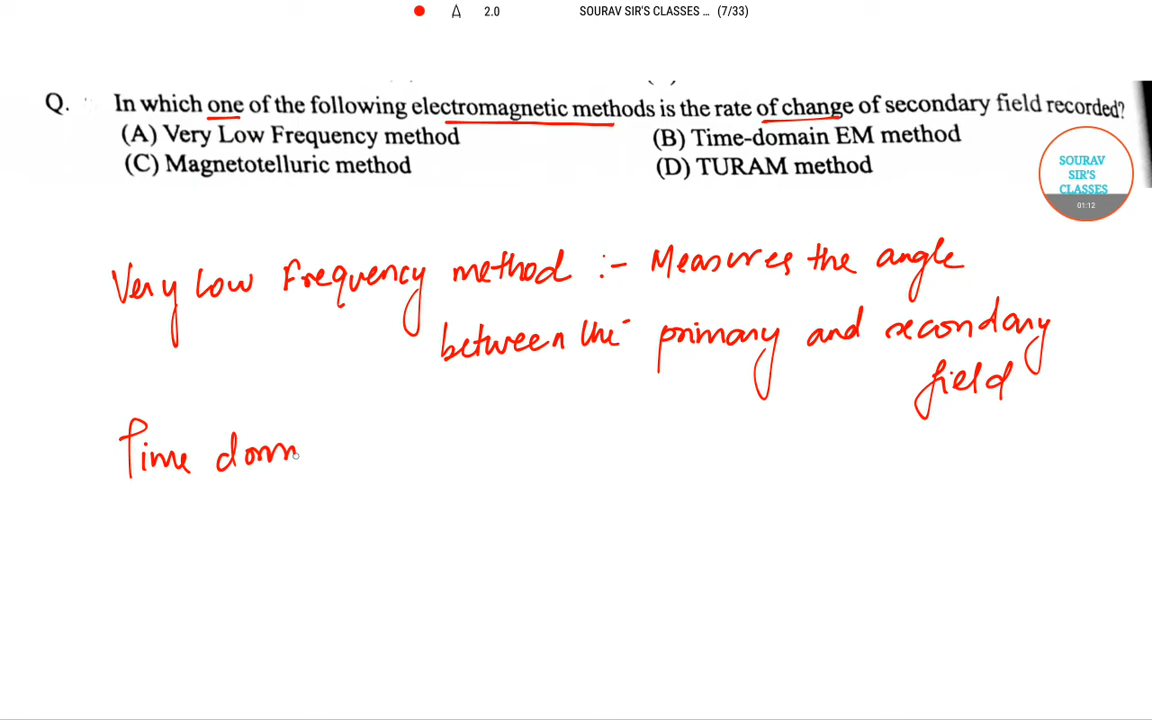 2.0 SOURAV SIR'S CLASSES ... (7/33)
Q. In which one of the following electromagnetic methods is the rate of change of secondary field recorded?
(A) Very Low Frequency method (B) Time-domain EM method
(C) Magnetotelluric method (D) TURAM method
SOURAV
SIR'S
CLASSES
01:12
Very Low Frequency method :- Measures the angle
between the primary and secondary
field
Time dom